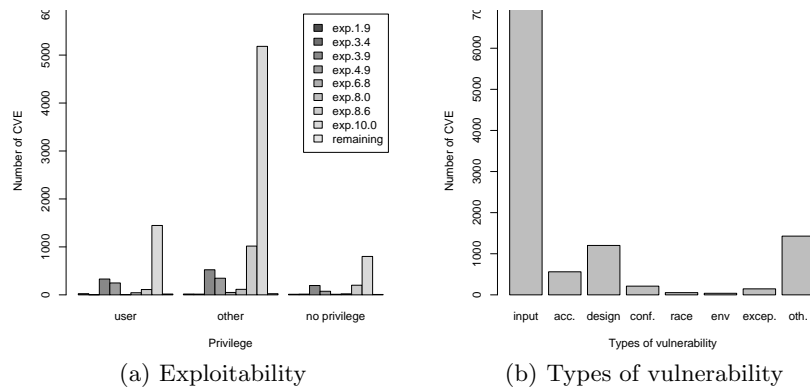 6000
5000
4000
3000
2000
1000
0
Number of CVE
exp.1.9
exp.3.4
exp.3.9
exp.4.9
exp.6.8
exp.8.0
exp.8.6
exp.10.0
remaining
user other no privilege
Privilege
(a) Exploitability
5000
4000
3000
2000
1000
0
6000
Number of CVE
input acc. design conf. race env excep. oth.
Types of vulnerability
(b) Types of vulnerability